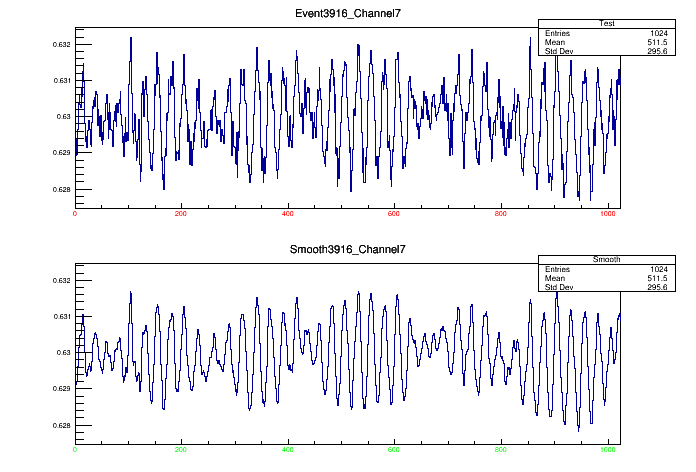 Event3916_Channel7
Test
Entries 1024
Mean 511.5
Std Dev 295.6
0.632
0.631
0.63
0.629
0.628
0 200 400 600 800 1000
Smooth3916_Channel7
Smooth
Entries 1024
Mean 511.5
Std Dev 295.6
0.632
0.631
0.63
0.629
0.628
0 200 400 600 800 1000